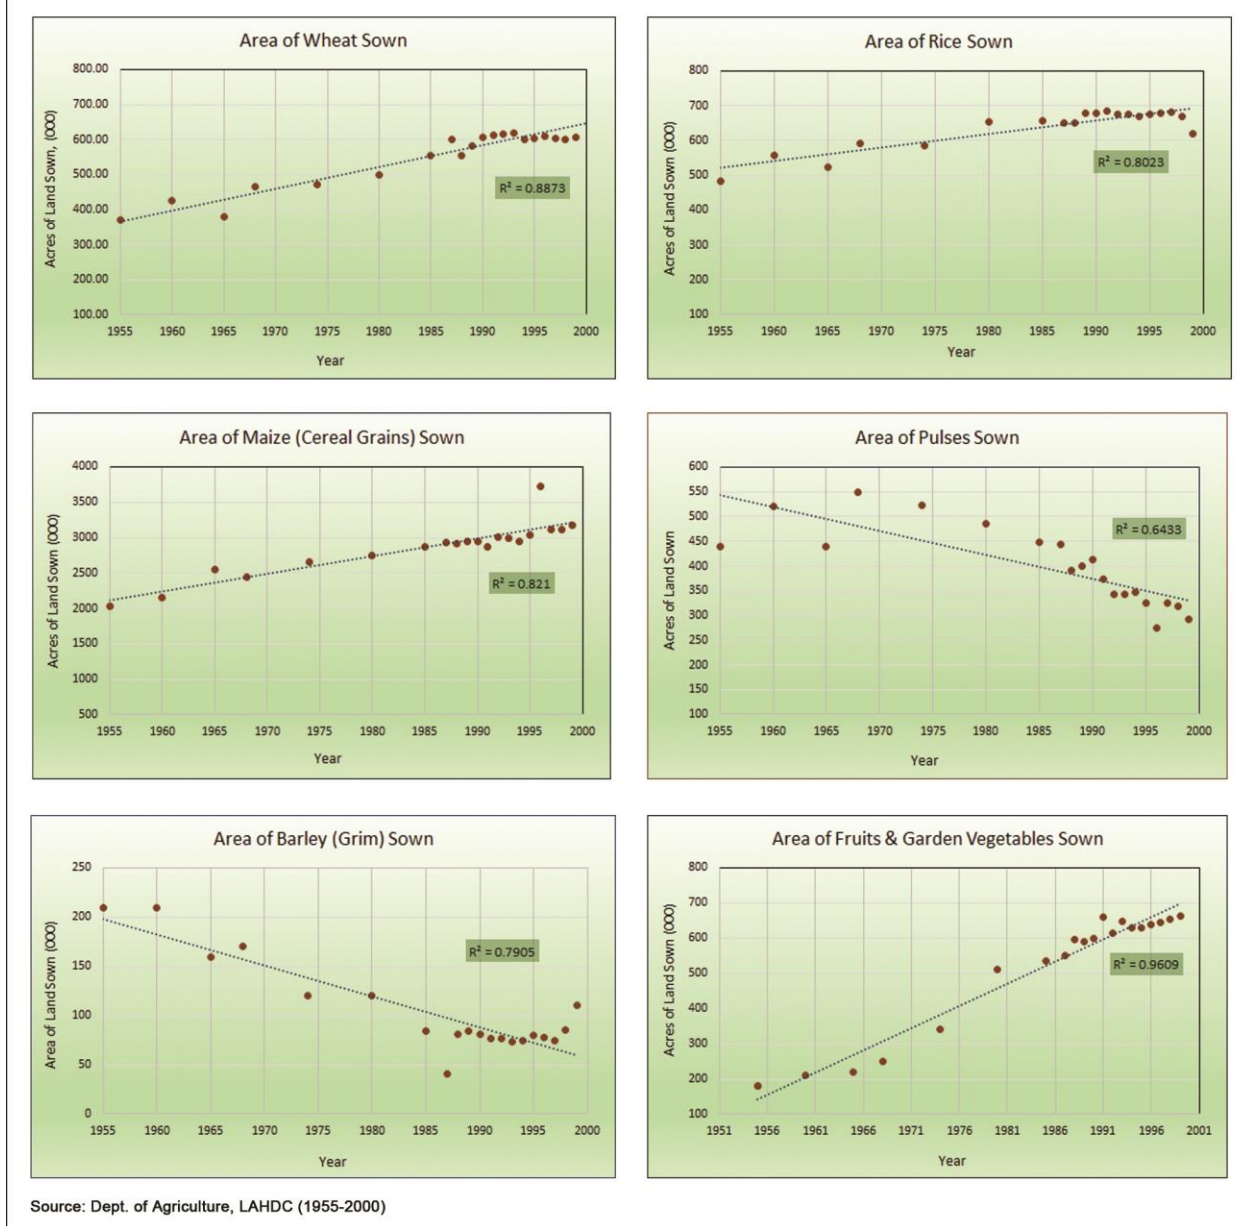 Area of Wheat Sown
Acres of Land Sown, (000)
800.00
700.00
600.00
500.00
400.00
300.00
200.00
100.00
R² = 0.8873
1955 1960 1965 1970 1975 1980 1985 1990 1995 2000
Year
Area of Rice Sown
Acres of Land Sown (000)
800
700
600
500
400
300
200
100
R² = 0.8023
1955 1960 1965 1970 1975 1980 1985 1990 1995 2000
Year
Area of Maize (Cereal Grains) Sown
Acres of Land Sown (000)
4000
3500
3000
2500
2000
1500
1000
500
R² = 0.821
1955 1960 1965 1970 1975 1980 1985 1990 1995 2000
Year
Area of Pulses Sown
Acres of Land Sown
600
550
500
450
400
350
300
250
200
150
100
R² = 0.6433
1955 1960 1965 1970 1975 1980 1985 1990 1995 2000
Year
Area of Barley (Grim) Sown
Area of Land Sown (000)
250
200
150
100
50
0
R² = 0.7905
1955 1960 1965 1970 1975 1980 1985 1990 1995 2000
Year
Area of Fruits & Garden Vegetables Sown
Acres of Land Sown (000)
800
700
600
500
400
300
200
100
R² = 0.9609
1951 1956 1961 1966 1971 1976 1981 1986 1991 1996 2001
Year
Source: Dept. of Agriculture, LAHDC (1955-2000)